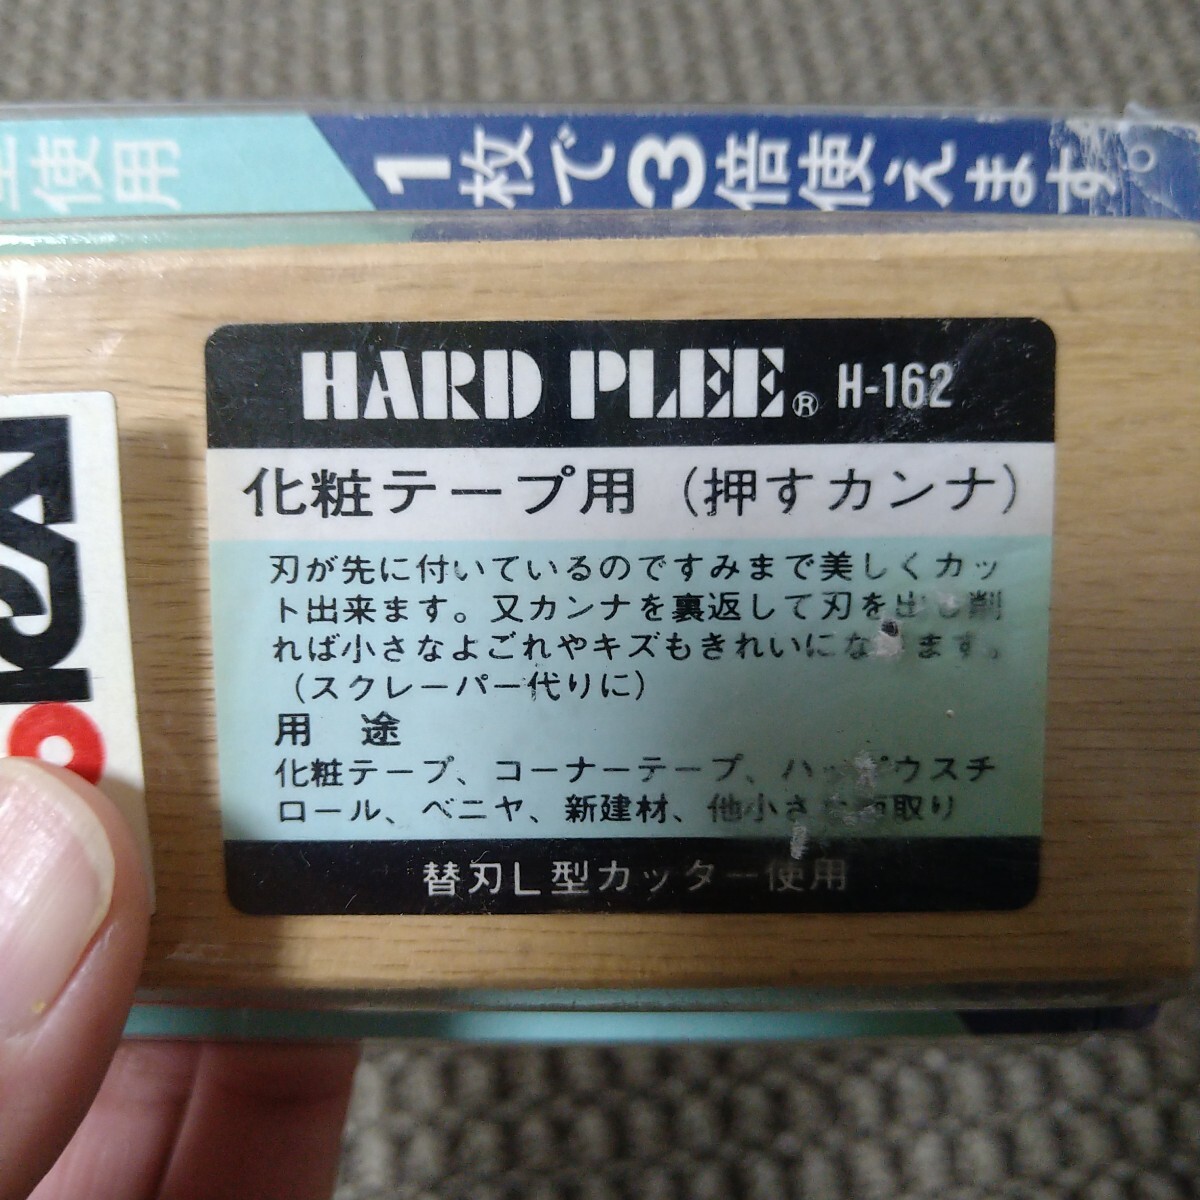 型使用
1枚で3倍使えます。
HARD PLEE® H-162
化粧テープ用 (押すカンナ)
刃が先に付いているのですみまで美しくカッ
ト出来ます。又カンナを裏返して刃を出し削
れば小さなよごれやキズもきれいになります。
(スクレーパー代りに)
用 途
化粧テープ、コーナーテープ、ハッピウスチ
ロール、ベニヤ、新建材、他小さな面取り
替刃L型カッター使用